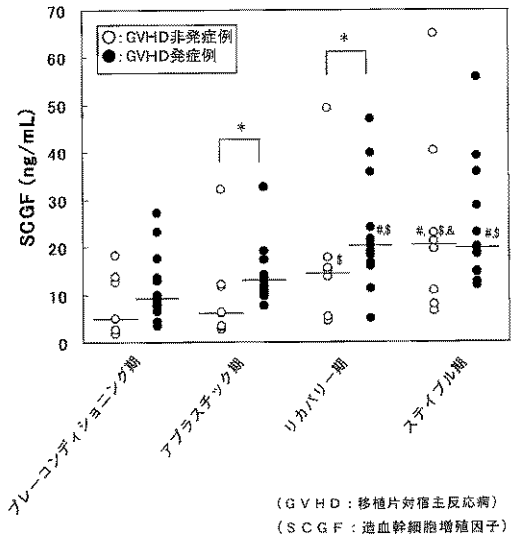 70
60
50
40
30
20
10
0
SCGF (ng/mL)
○: GVHD非発症例
●: GVHD発症例
*
*
$
#,$
#, $,&
#,$
プレーコンディショニング期
アプラスチック期
リカバリー期
ステイブル期
(GVHD：移植片対宿主反応病)
(SCGF：造血幹細胞増殖因子)